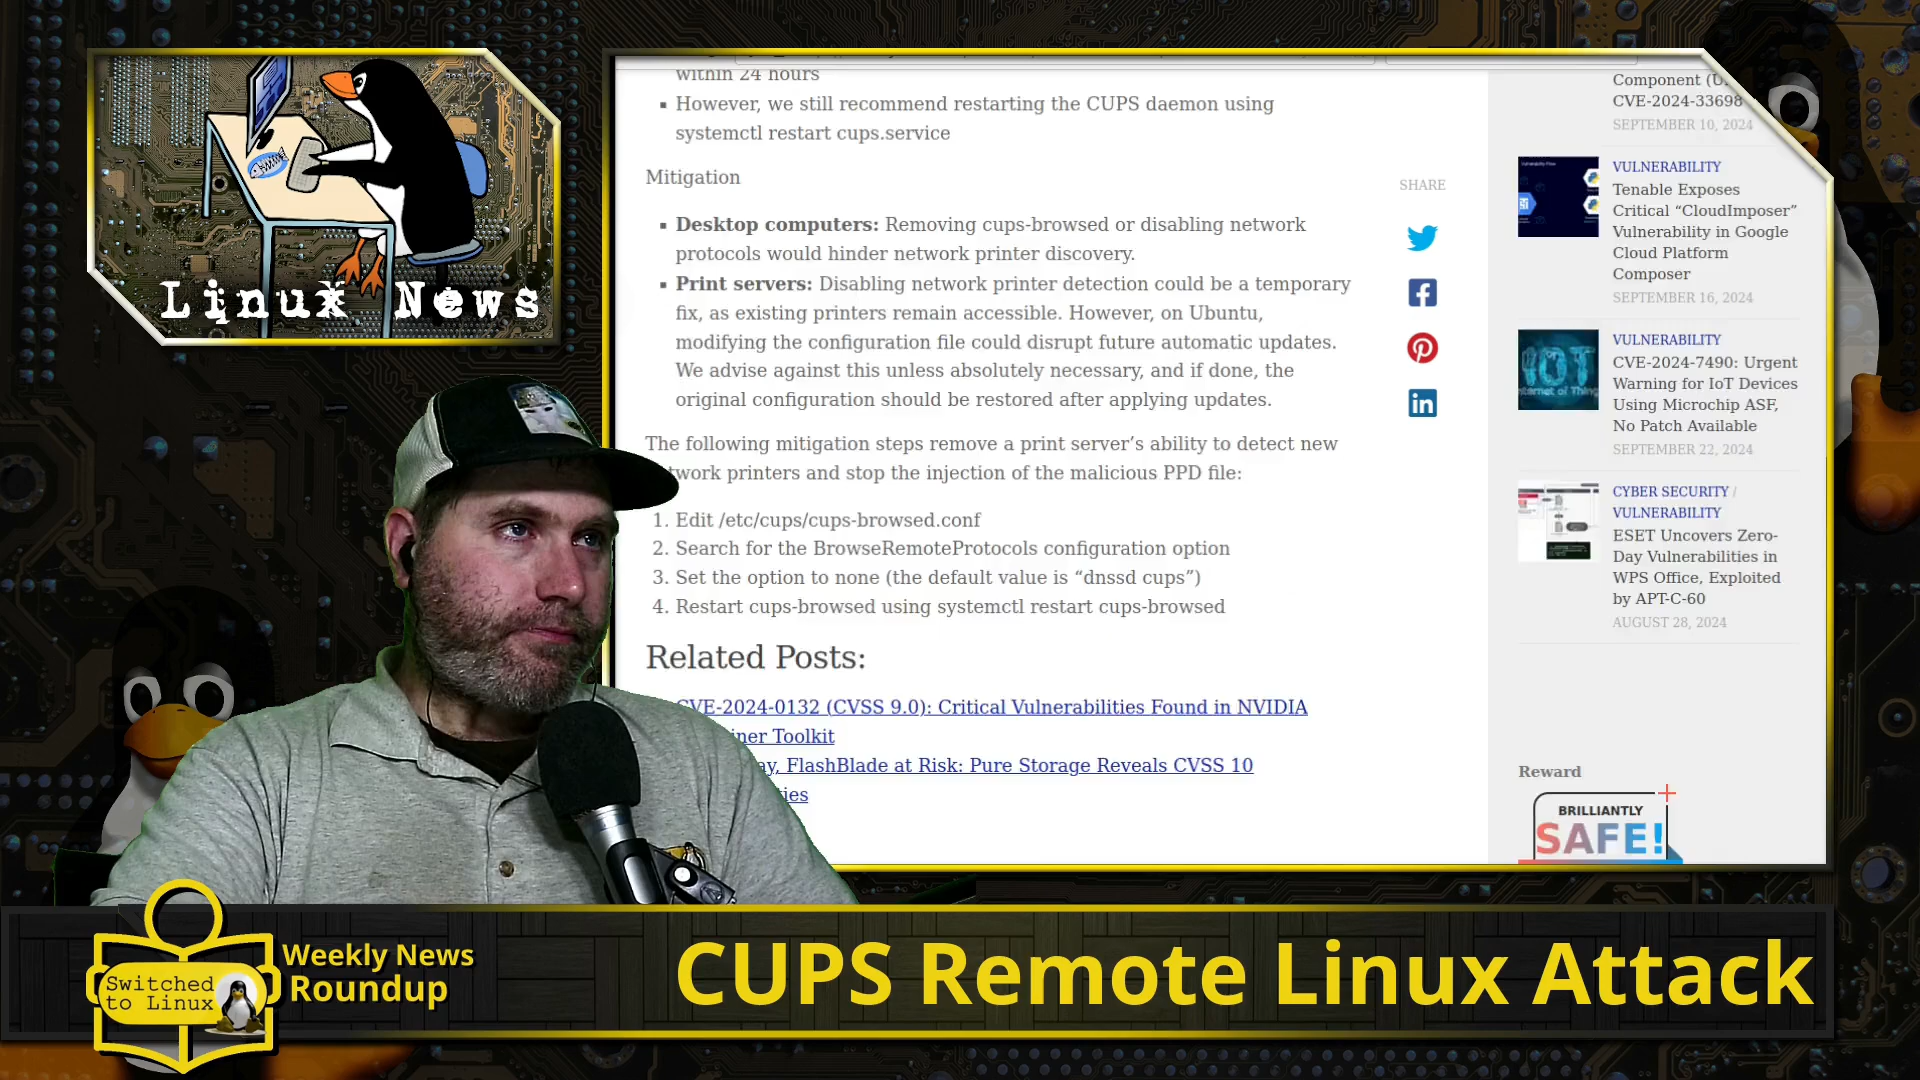 Linux News
within 24 hours
However, we still recommend restarting the CUPS daemon using
systemctl restart cups.service
Mitigation
Desktop computers: Removing cups-browsed or disabling network
protocols would hinder network printer discovery.
Print servers: Disabling network printer detection could be a temporary
fix, as existing printers remain accessible. However, on Ubuntu,
modifying the configuration file could disrupt future automatic updates.
We advise against this unless absolutely necessary, and if done, the
original configuration should be restored after applying updates.
The following mitigation steps remove a print server’s ability to detect new
twork printers and stop the injection of the malicious PPD file:
1. Edit /etc/cups/cups-browsed.conf
2. Search for the BrowseRemoteProtocols configuration option
3. Set the option to none (the default value is “dnssd cups”)
4. Restart cups-browsed using systemctl restart cups-browsed
Related Posts:
CVE-2024-0132 (CVSS 9.0): Critical Vulnerabilities Found in NVIDIA
iner Toolkit
ay, FlashBlade at Risk: Pure Storage Reveals CVSS 10
ties
SHARE
Component (U
CVE-2024-33698
SEPTEMBER 10, 2024
VULNERABILITY
Tenable Exposes
Critical “CloudImposer”
Vulnerability in Google
Cloud Platform
Composer
SEPTEMBER 16, 2024
IOT
Internet of Thing
VULNERABILITY
CVE-2024-7490: Urgent
Warning for IoT Devices
Using Microchip ASF,
No Patch Available
SEPTEMBER 22, 2024
CYBER SECURITY /
VULNERABILITY
ESET Uncovers Zero-
Day Vulnerabilities in
WPS Office, Exploited
by APT-C-60
AUGUST 28, 2024
Reward
BRILLIANTLY
SAFE!
Switched
to Linux
Weekly News
Roundup
CUPS Remote Linux Attack